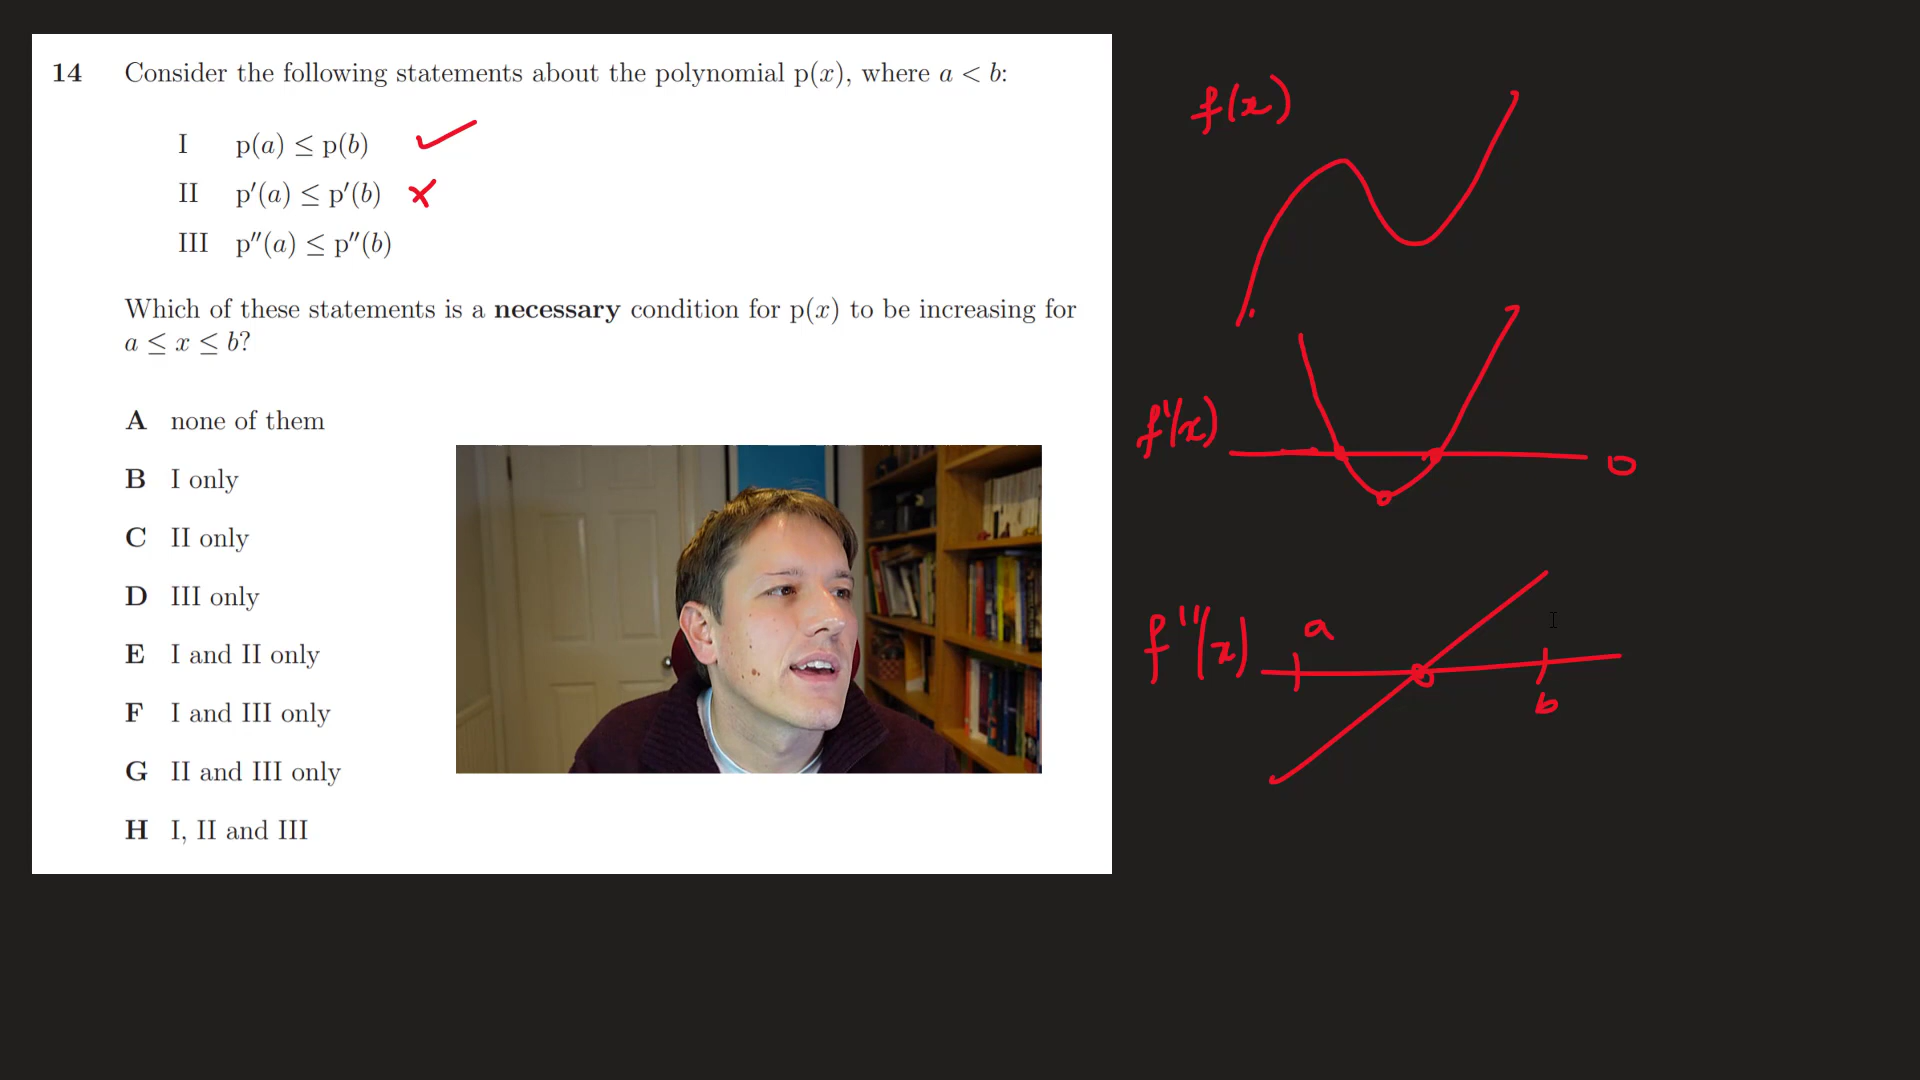 14 Consider the following statements about the polynomial p(x), where a < b:
I p(a) ≤ p(b)
II p′(a) ≤ p′(b)
III p″(a) ≤ p″(b)
Which of these statements is a necessary condition for p(x) to be increasing for
a ≤ x ≤ b?
A none of them
B I only
C II only
D III only
E I and II only
F I and III only
G II and III only
H I, II and III
f(x)
f'(x)
0
f''(x)
a
b